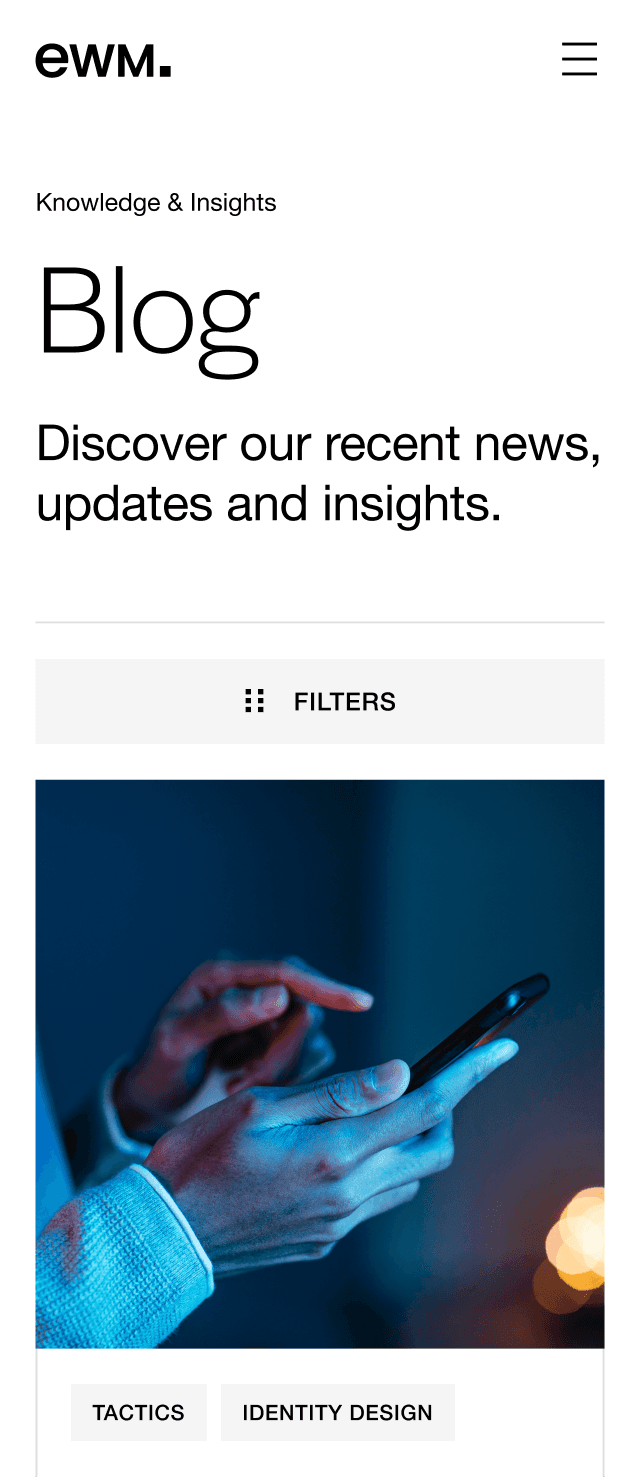 ewm.
Knowledge & Insights
Blog
Discover our recent news,
updates and insights.
FILTERS
TACTICS
IDENTITY DESIGN